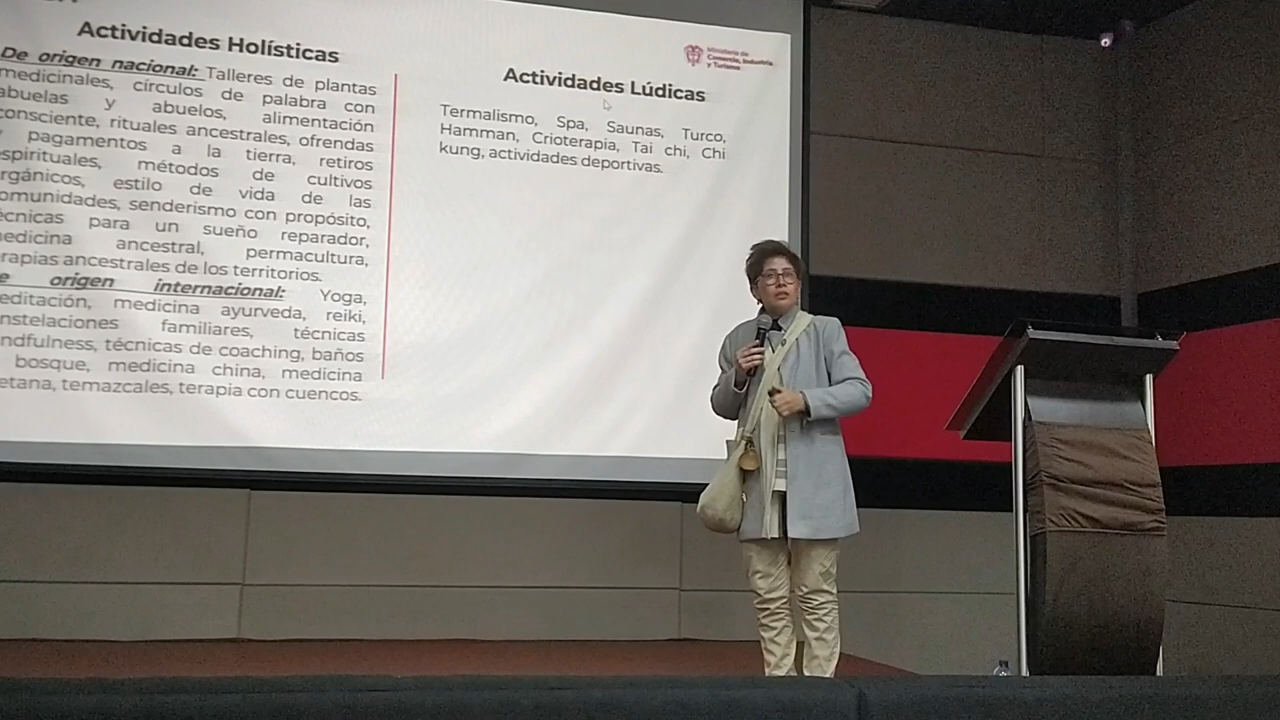 Actividades Holísticas
De origen nacional: Talleres de plantas
medicinales, círculos de palabra con
abuelas y abuelos, alimentación
consciente, rituales ancestrales, ofrendas
pagamentos a la tierra, retiros
espirituales, métodos de cultivos
rgánicos, estilo de vida de las
omunidades, senderismo con propósito,
écnicas para un sueño reparador,
medicina ancestral, permacultura,
erapias ancestrales de los territorios.
e origen internacional: Yoga,
editación, medicina ayurveda, reiki,
nstelaciones familiares, técnicas
ndfulness, técnicas de coaching, baños
bosque, medicina china, medicina
etana, temazcales, terapia con cuencos.
Ministerio de
Comercio, Industria
y Turismo
Actividades Lúdicas
Termalismo, Spa, Saunas, Turco,
Hamman, Crioterapia, Tai chi, Chi
kung, actividades deportivas.